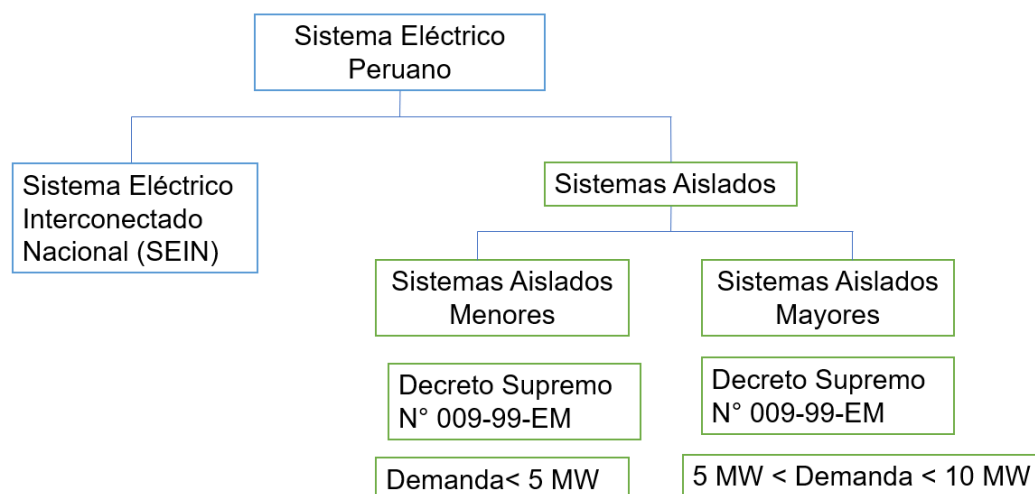 Sistema Eléctrico
Peruano
Sistema Eléctrico
Interconectado
Nacional (SEIN)
Sistemas Aislados
Sistemas Aislados
Menores
Sistemas Aislados
Mayores
Decreto Supremo
N° 009-99-EM
Decreto Supremo
N° 009-99-EM
Demanda< 5 MW
5 MW < Demanda < 10 MW